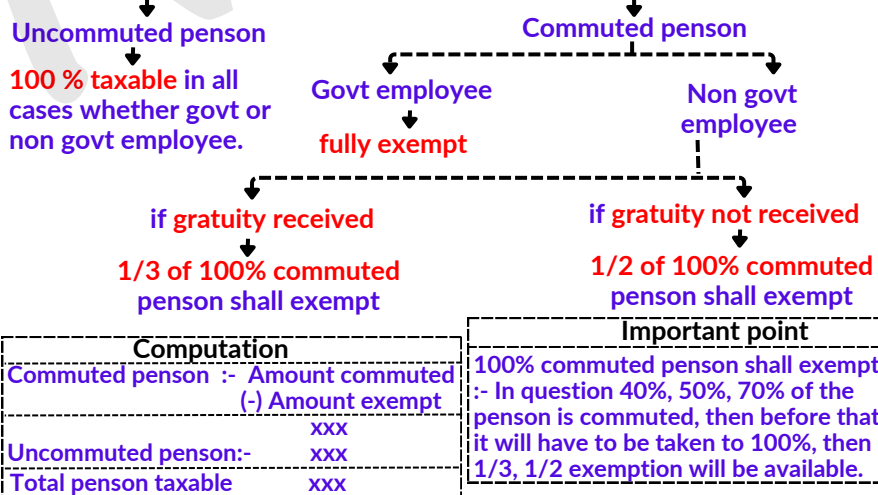 Uncommuted penson
100 % taxable in all
cases whether govt or
non govt employee.
Commuted penson
Govt employee
fully exempt
Non govt
employee
if gratuity received
1/3 of 100% commuted
penson shall exempt
if gratuity not received
1/2 of 100% commuted
penson shall exempt
Computation
Commuted penson :- Amount commuted
(-) Amount exempt
xxx
Uncommuted penson:- xxx
Total penson taxable xxx
Important point
100% commuted penson shall exempt
:- In question 40%, 50%, 70% of the
penson is commuted, then before that
it will have to be taken to 100%, then
1/3, 1/2 exemption will be available.